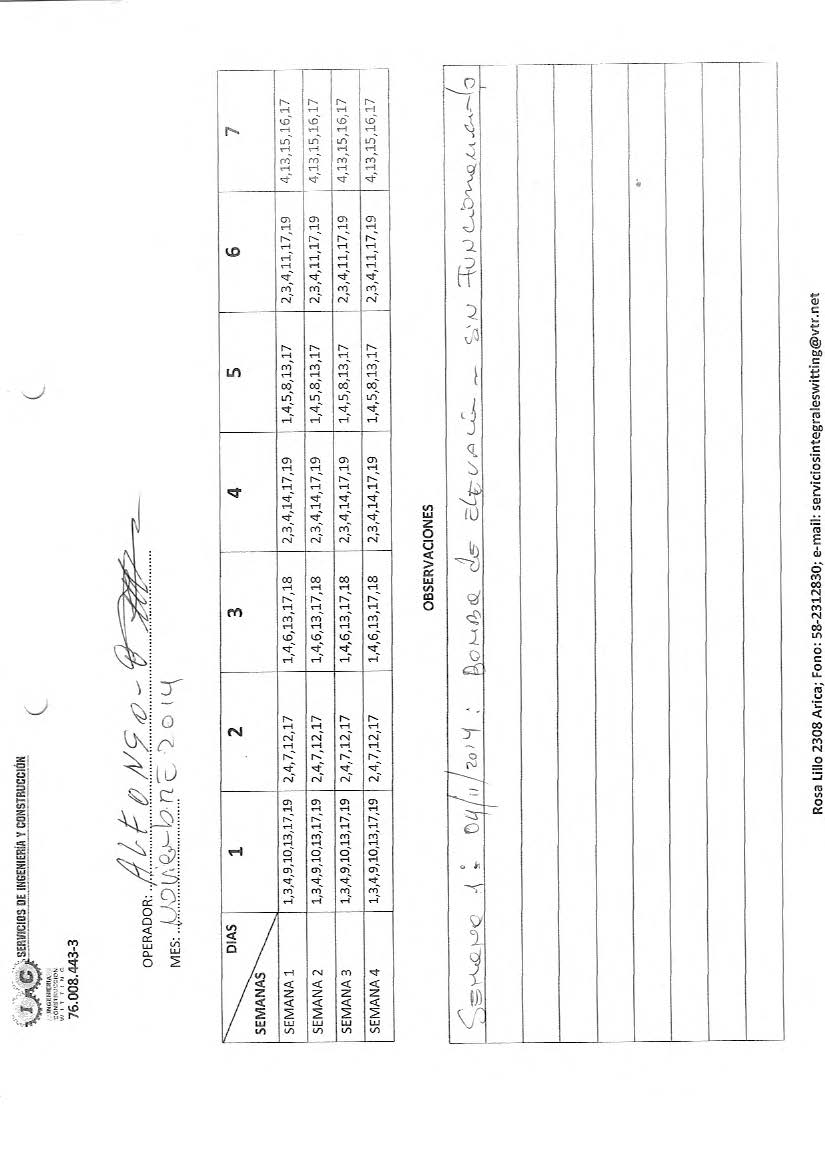 SERVICIOS DE INGENIERÍA Y CONSTRUCCIÓN
I C
INGENIERIA
CONSTRUCCION
WITTING
76.008.443-3
OPERADOR: ALFONSO
MES: Noviembre 2014
DIAS 1 2 3 4 5 6 7
SEMANAS
SEMANA 1 1,3,4,9,10,13,17,19 2,4,7,12,17 1,4,6,13,17,18 2,3,4,14,17,19 1,4,5,8,13,17 2,3,4,11,17,19 4,13,15,16,17
SEMANA 2 1,3,4,9,10,13,17,19 2,4,7,12,17 1,4,6,13,17,18 2,3,4,14,17,19 1,4,5,8,13,17 2,3,4,11,17,19 4,13,15,16,17
SEMANA 3 1,3,4,9,10,13,17,19 2,4,7,12,17 1,4,6,13,17,18 2,3,4,14,17,19 1,4,5,8,13,17 2,3,4,11,17,19 4,13,15,16,17
SEMANA 4 1,3,4,9,10,13,17,19 2,4,7,12,17 1,4,6,13,17,18 2,3,4,14,17,19 1,4,5,8,13,17 2,3,4,11,17,19 4,13,15,16,17
OBSERVACIONES
Semana 1: 04/11/2014: Bomba de Elevación - Sin Funcionamiento
Rosa Lillo 2308 Arica; Fono: 58-2312830; e-mail: serviciosintegraleswitting@vtr.net